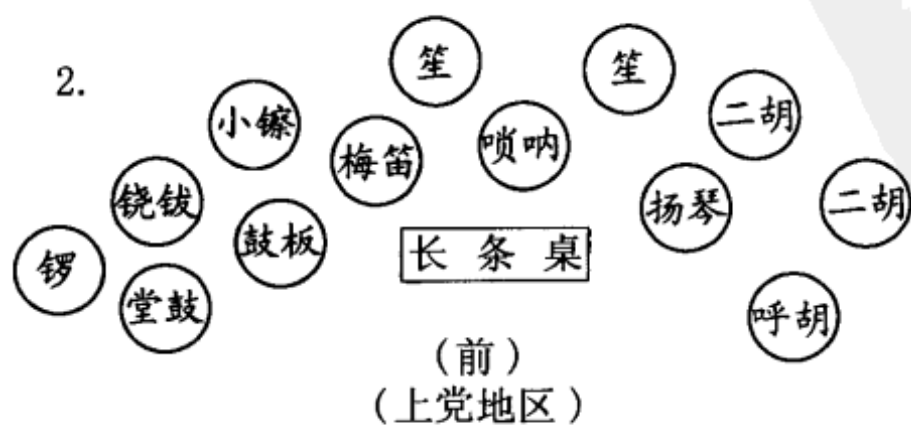 2.
笙
笙
小镲
二胡
梅笛
唢呐
铙钹
扬琴
二胡
鼓板
长条桌
锣
堂鼓
呼胡
(前)
(上党地区)